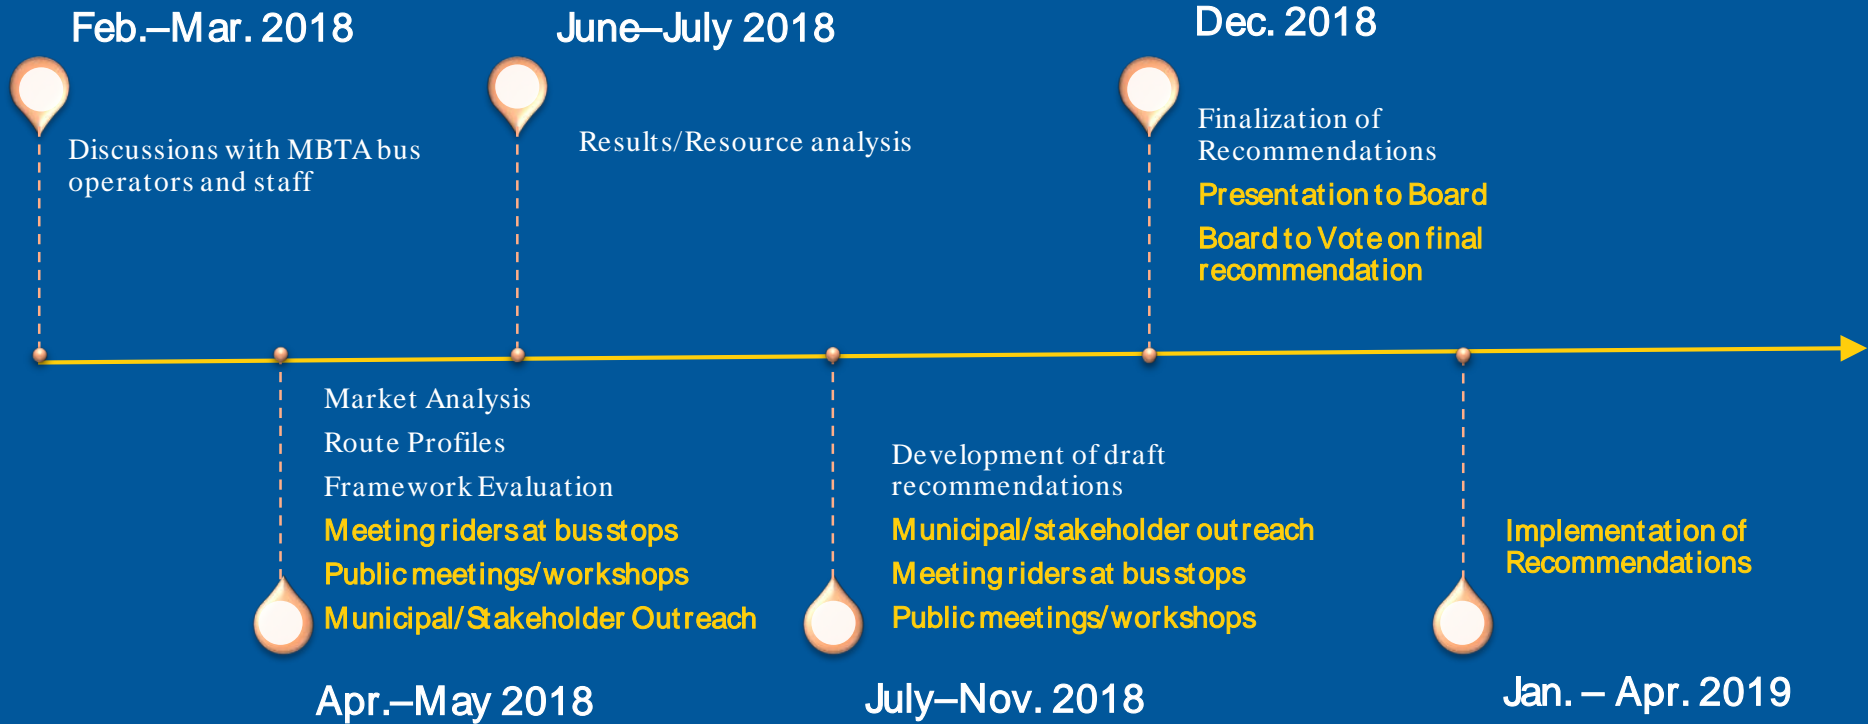 Feb.–Mar. 2018
Discussions with MBTA bus
operators and staff
Apr.–May 2018
Market Analysis
Route Profiles
Framework Evaluation
Meeting riders at bus stops
Public meetings/workshops
Municipal/Stakeholder Outreach
June–July 2018
Results/Resource analysis
July–Nov. 2018
Development of draft
recommendations
Municipal/stakeholder outreach
Meeting riders at bus stops
Public meetings/workshops
Dec. 2018
Finalization of
Recommendations
Presentation to Board
Board to Vote on final
recommendation
Jan. – Apr. 2019
Implementation of
Recommendations